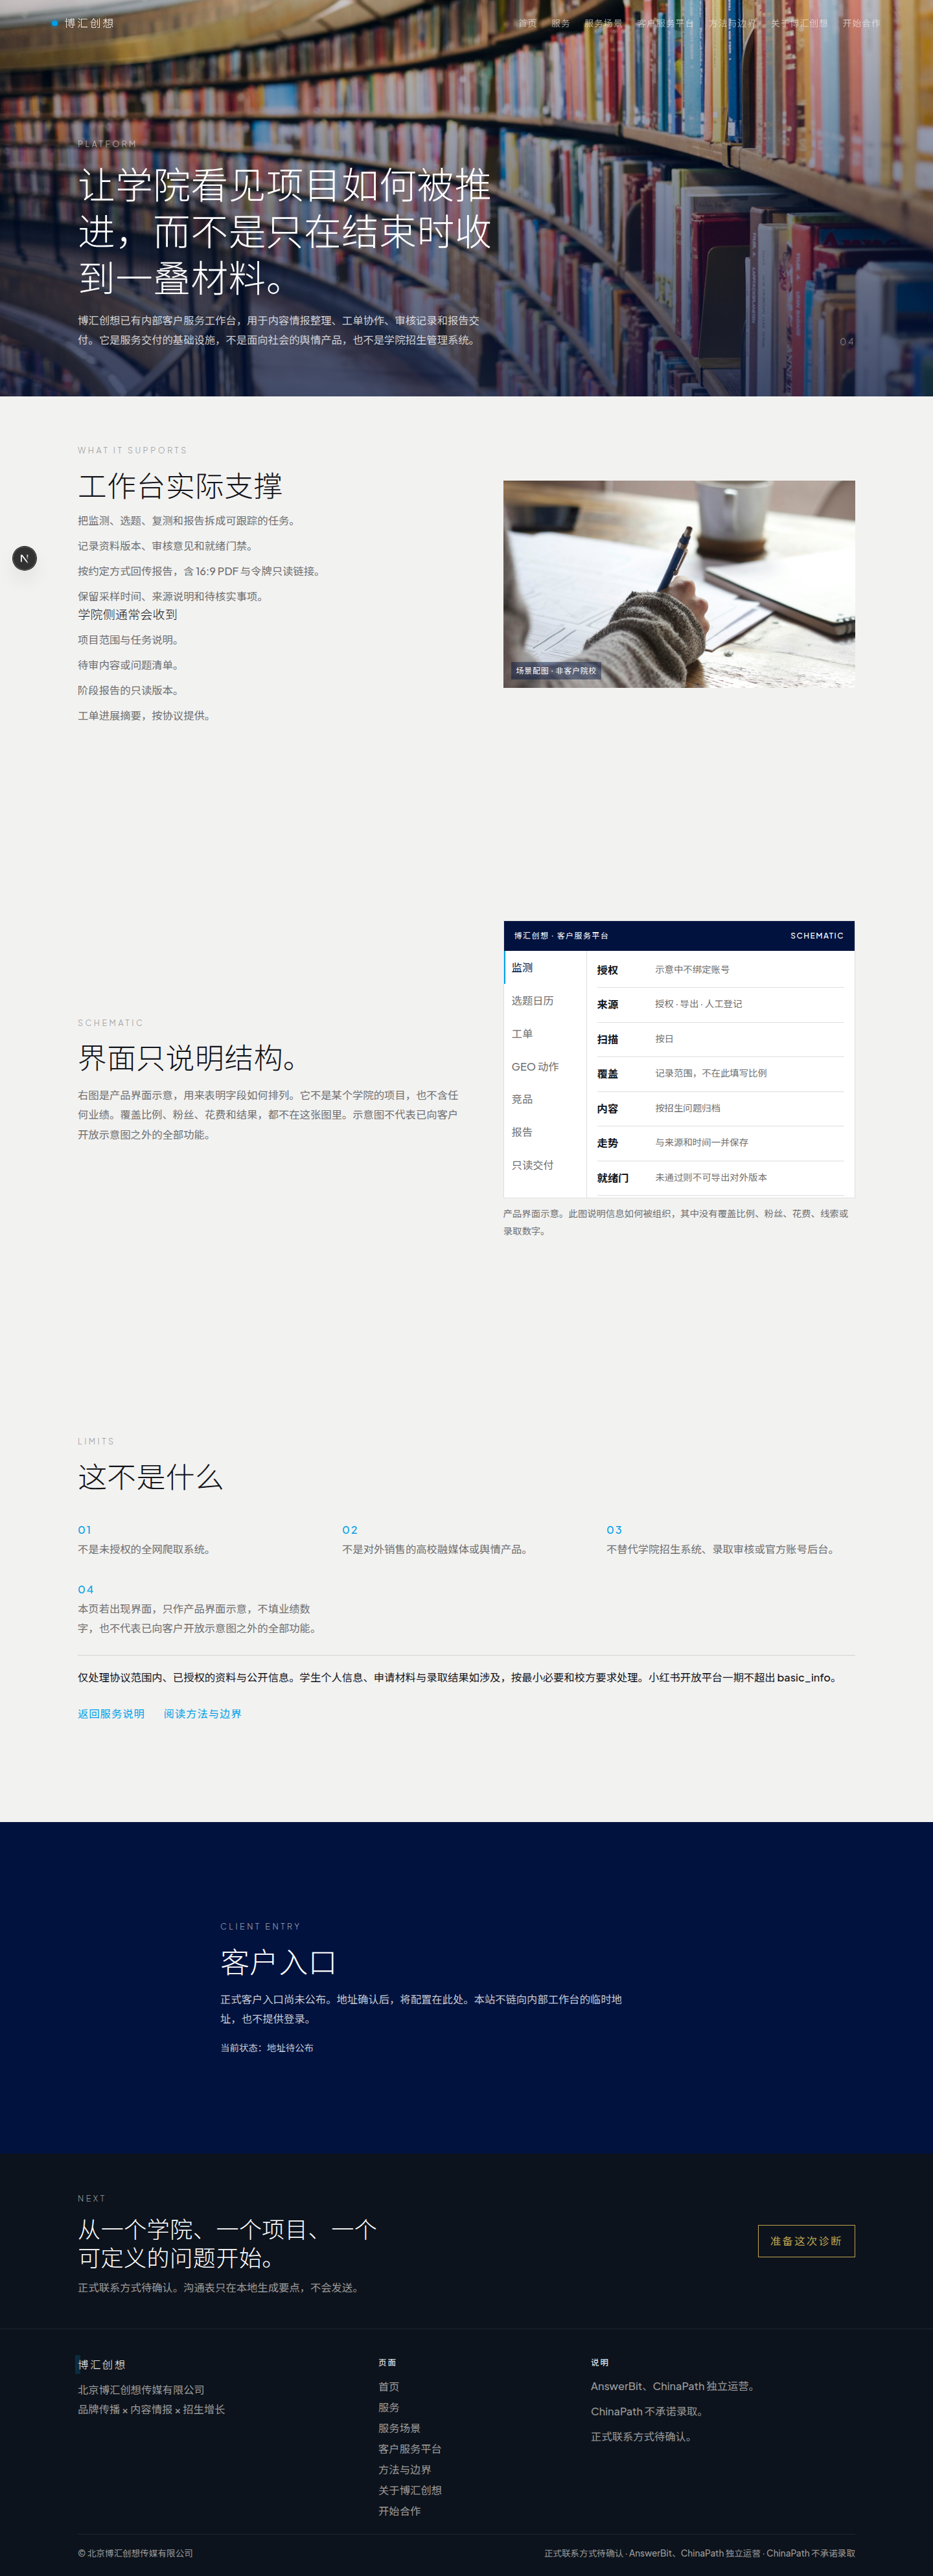 博汇创想
首页 服务 服务场景 客户服务平台 方法与边界 关于博汇创想 开始合作
PLATFORM
让学院看见项目如何被推
进，而不是只在结束时收
到一叠材料。
博汇创想已有内部客户服务工作台，用于内容情报整理、工单协作、审核记录和报告交
付。它是服务交付的基础设施，不是面向社会的舆情产品，也不是学院招生管理系统。
04
WHAT IT SUPPORTS
工作台实际支撑
把监测、选题、复测和报告拆成可跟踪的任务。
记录资料版本、审核意见和就绪门禁。
按约定方式回传报告，含 16:9 PDF 与令牌只读链接。
保留采样时间、来源说明和待核实事项。
学院侧通常会收到
项目范围与任务说明。
待审内容或问题清单。
阶段报告的只读版本。
工单进展摘要，按协议提供。
场景配图 · 非客户院校
N
SCHEMATIC
界面只说明结构。
右图是产品界面示意，用来表明字段如何排列。它不是某个学院的项目，也不含任
何业绩。覆盖比例、粉丝、花费和结果，都不在这张图里。示意图不代表已向客户
开放示意图之外的全部功能。
博汇创想 · 客户服务平台 SCHEMATIC
监测
选题日历
工单
GEO 动作
竞品
报告
只读交付
授权 示意中不绑定账号
来源 授权 · 导出 · 人工登记
扫描 按日
覆盖 记录范围，不在此填写比例
内容 按招生问题归档
走势 与来源和时间一并保存
就绪门 未通过则不可导出对外版本
产品界面示意。此图说明信息如何被组织，其中没有覆盖比例、粉丝、花费、线索或
录取数字。
LIMITS
这不是什么
01
不是未授权的全网爬取系统。
02
不是对外销售的高校融媒体或舆情产品。
03
不替代学院招生系统、录取审核或官方账号后台。
04
本页若出现界面，只作产品界面示意，不填业绩数
字，也不代表已向客户开放示意图之外的全部功能。
仅处理协议范围内、已授权的资料与公开信息。学生个人信息、申请材料与录取结果如涉及，按最小必要和校方要求处理。小红书开放平台一期不超出 basic_info。
返回服务说明 阅读方法与边界
CLIENT ENTRY
客户入口
正式客户入口尚未公布。地址确认后，将配置在此处。本站不链向内部工作台的临时地
址，也不提供登录。
当前状态：地址待公布
NEXT
从一个学院、一个项目、一个
可定义的问题开始。
正式联系方式待确认。沟通表只在本地生成要点，不会发送。
准备这次诊断
博汇创想
北京博汇创想传媒有限公司
品牌传播 × 内容情报 × 招生增长
页面
首页
服务
服务场景
客户服务平台
方法与边界
关于博汇创想
开始合作
说明
AnswerBit、ChinaPath 独立运营。
ChinaPath 不承诺录取。
正式联系方式待确认。
© 北京博汇创想传媒有限公司
正式联系方式待确认 · AnswerBit、ChinaPath 独立运营 · ChinaPath 不承诺录取